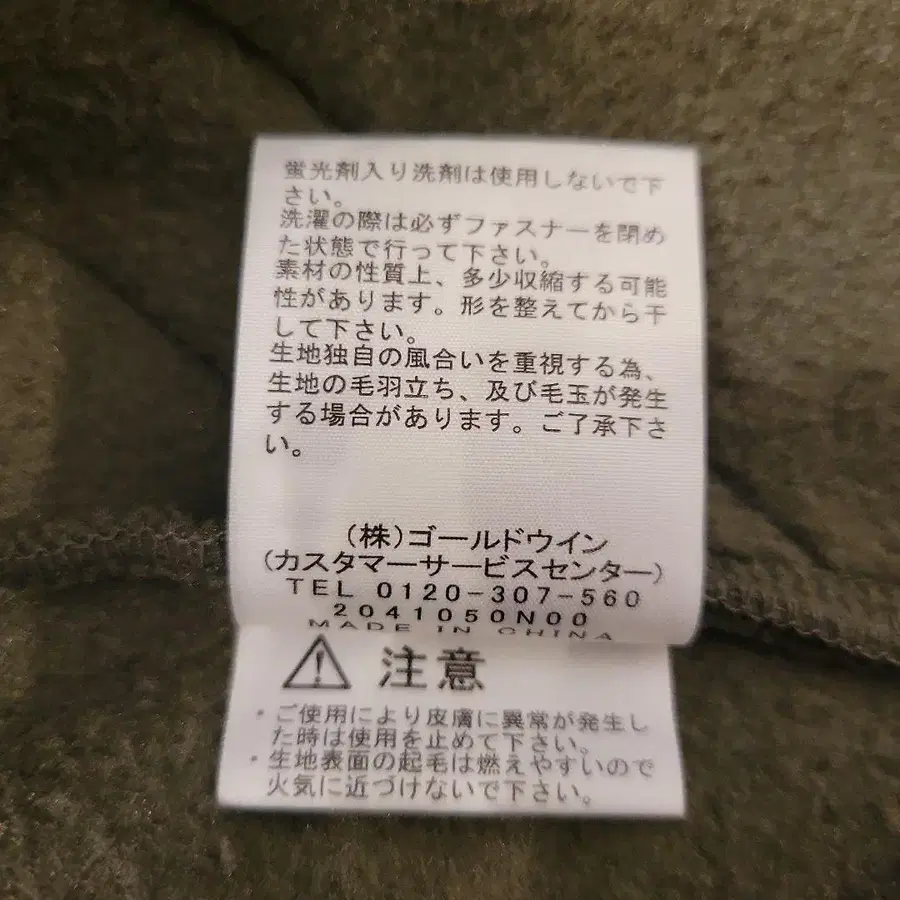 蛍光剤入り洗剤は使用しないで下
さい。
洗濯の際は必ずファスナーを閉め
た状態で行って下さい。
素材の性質上、多少収縮する可能
性があります。形を整えてから干
して下さい。
生地独自の風合いを重視する為、
生地の毛羽立ち、及び毛玉が発生
する場合があります。ご了承下さ
い。
(株)ゴールドウイン
(カスタマーサービスセンター)
TEL 0120-307-560
2041050N00
MADE IN CHINA
注意
・ご使用により皮膚に異常が発生し
た時は使用を止めて下さい。
・生地表面の起毛は燃えやすいので
火気に近づけないで下さい。